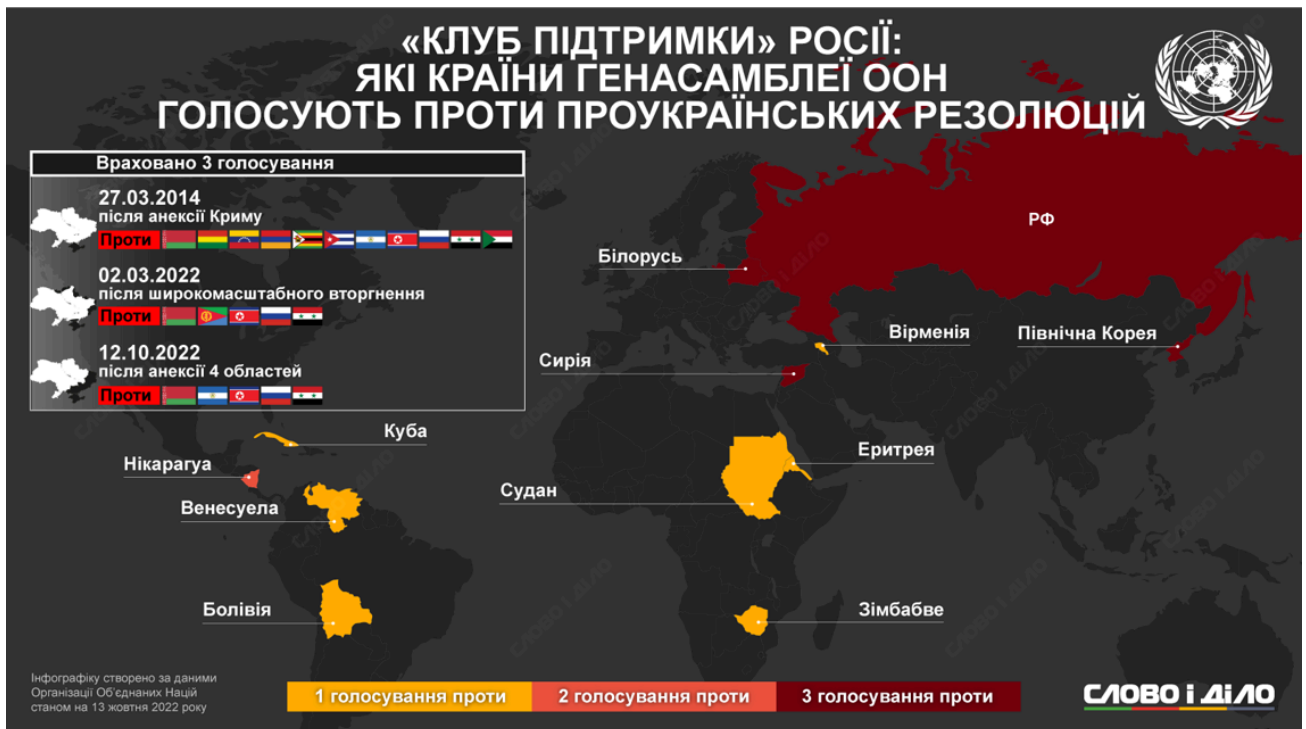 «КЛУБ ПІДТРИМКИ» РОСІЇ:
ЯКІ КРАЇНИ ГЕНАСАМБЛЕЇ ООН
ГОЛОСУЮТЬ ПРОТИ ПРОУКРАЇНСЬКИХ РЕЗОЛЮЦІЙ
Враховано 3 голосування
27.03.2014
після анексії Криму
Проти
02.03.2022
після широкомасштабного вторгнення
Проти
12.10.2022
після анексії 4 областей
Проти
РФ
Білорусь
Вірменія
Північна Корея
Сирія
Куба
Еритрея
Нікарагуа
Судан
Венесуела
Болівія
Зімбабве
Інфографіку створено за даними
Організації Об'єднаних Націй
станом на 13 жовтня 2022 року
1 голосування проти
2 голосування проти
3 голосування проти
СЛОВО і ДіЛО